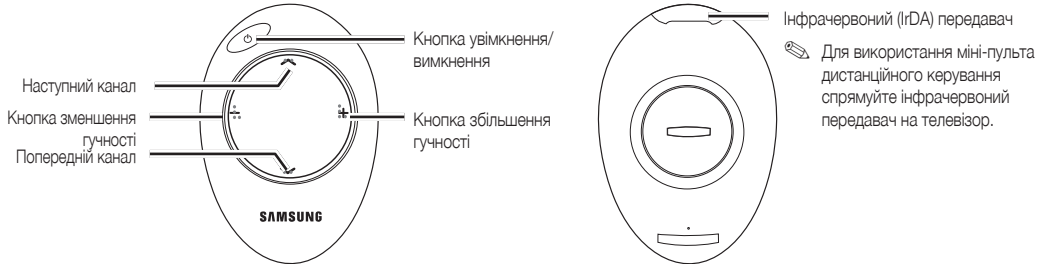 Кнопка увімкнення/
вимкнення
Наступний канал
Кнопка зменшення
гучності
Попередній канал
Кнопка збільшення
гучності
SAMSUNG
Інфрачервоний (IrDA) передавач
Для використання міні-пульта
дистанційного керування
спрямуйте інфрачервоний
передавач на телевізор.